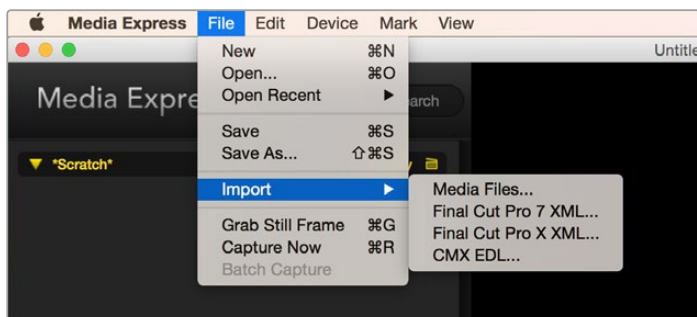 Media Express File Edit Device Mark View
Untitle
Media Expre
arch
New ⌘N
Open... ⌘O
Open Recent ▶
Save ⌘S
Save As... ⇧⌘S
*Scratch*
Import ▶
Media Files...
Final Cut Pro 7 XML...
Final Cut Pro X XML...
CMX EDL...
Grab Still Frame ⌘G
Capture Now ⌘R
Batch Capture